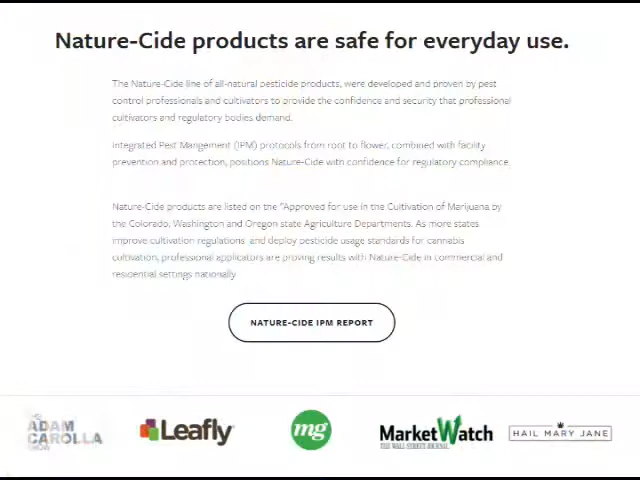 Nature-Cide products are safe for everyday use.
The Nature-Cide line of all-natural pesticide products, were developed and proven by pest
control professionals and cultivators to provide the confidence and security that professional
cultivators and regulatory bodies demand.
Integrated Pest Mangement (IPM) protocols from root to flower, combined with facility
prevention and protection, positions Nature-Cide with confidence for regulatory compliance.
Nature-Cide products are listed on the "Approved for use in the Cultivation of Marijuana by
the Colorado, Washington and Oregon state Agriculture Departments. As more states
improve cultivation regulations, and deploy pesticide usage standards for cannabis
cultivation, professional applicators are proving results with Nature-Cide in commercial and
residential settings nationally.
NATURE-CIDE IPM REPORT
THE
ADAM
CAROLLA
SHOW
Leafly
mg
MarketWatch
THE WALL STREET JOURNAL
HAIL MARY JANE